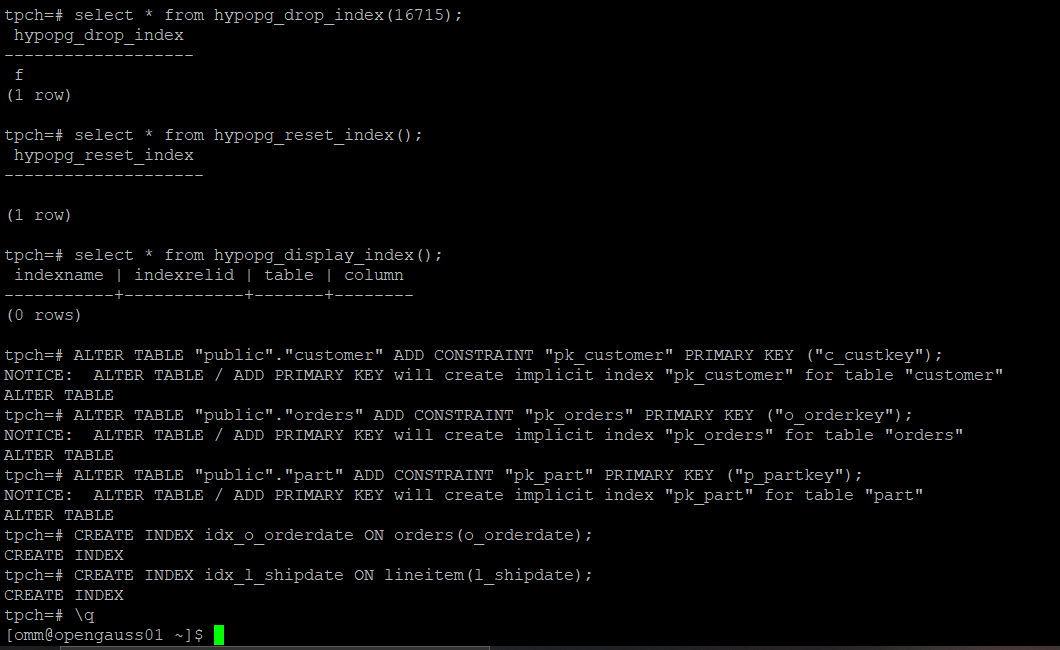 tpch=# select * from hypopg_drop_index(16715);
 hypopg_drop_index
-------------------
 f
(1 row)
tpch=# select * from hypopg_reset_index();
 hypopg_reset_index
--------------------
(1 row)
tpch=# select * from hypopg_display_index();
 indexname | indexrelid | table | column
-----------+------------+-------+--------
(0 rows)
tpch=# ALTER TABLE "public"."customer" ADD CONSTRAINT "pk_customer" PRIMARY KEY ("c_custkey");
NOTICE:  ALTER TABLE / ADD PRIMARY KEY will create implicit index "pk_customer" for table "customer"
ALTER TABLE
tpch=# ALTER TABLE "public"."orders" ADD CONSTRAINT "pk_orders" PRIMARY KEY ("o_orderkey");
NOTICE:  ALTER TABLE / ADD PRIMARY KEY will create implicit index "pk_orders" for table "orders"
ALTER TABLE
tpch=# ALTER TABLE "public"."part" ADD CONSTRAINT "pk_part" PRIMARY KEY ("p_partkey");
NOTICE:  ALTER TABLE / ADD PRIMARY KEY will create implicit index "pk_part" for table "part"
ALTER TABLE
tpch=# CREATE INDEX idx_o_orderdate ON orders(o_orderdate);
CREATE INDEX
tpch=# CREATE INDEX idx_l_shipdate ON lineitem(l_shipdate);
CREATE INDEX
tpch=# \q
[omm@opengauss01 ~]$